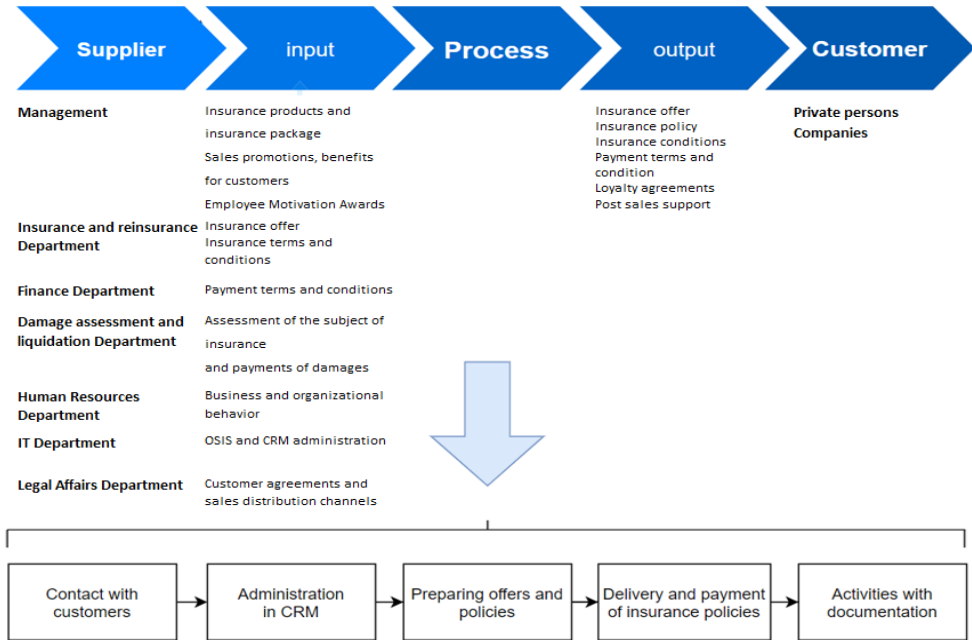 Supplier
input
Process
output
Customer
Management
Insurance products and
insurance package
Sales promotions, benefits
for customers
Employee Motivation Awards
Insurance offer
Insurance policy
Insurance conditions
Payment terms and
condition
Loyalty agreements
Post sales support
Private persons
Companies
Insurance and reinsurance
Department
Insurance offer
Insurance terms and
conditions
Finance Department
Payment terms and conditions
Damage assessment and
liquidation Department
Assessment of the subject of
insurance
and payments of damages
Human Resources
Department
Business and organizational
behavior
IT Department
OSIS and CRM administration
Legal Affairs Department
Customer agreements and
sales distribution channels
Contact with
customers
Administration
in CRM
Preparing offers and
policies
Delivery and payment
of insurance policies
Activities with
documentation